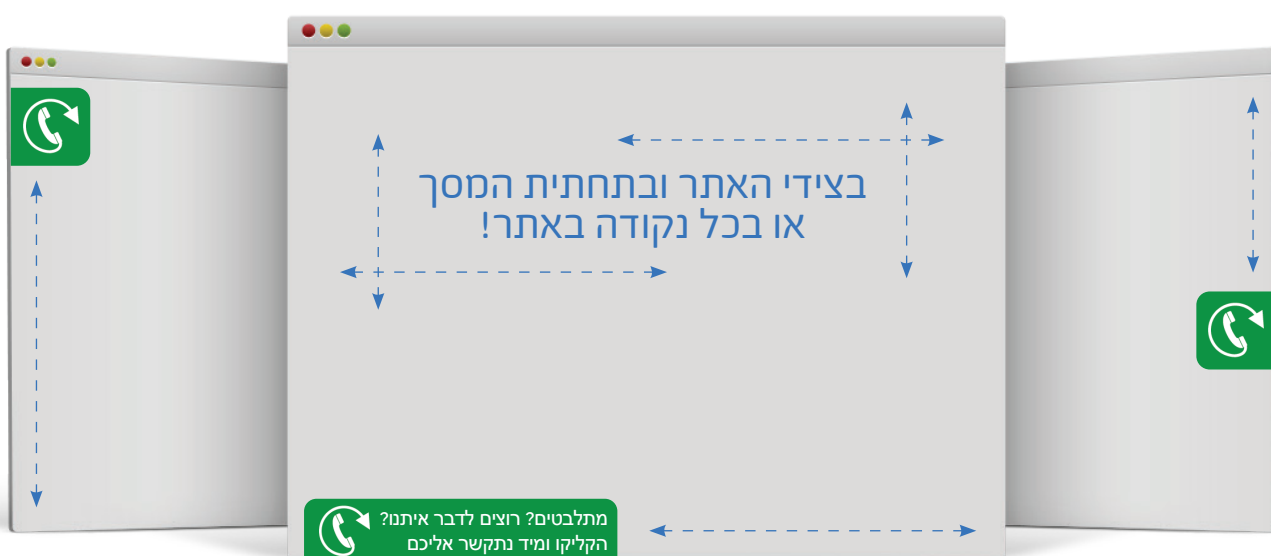 בצידי האתר ובתחתית המסך
או בכל נקודה באתר!
מתלבטים? רוצים לדבר איתנו?
הקליקו ומיד נתקשר אליכם